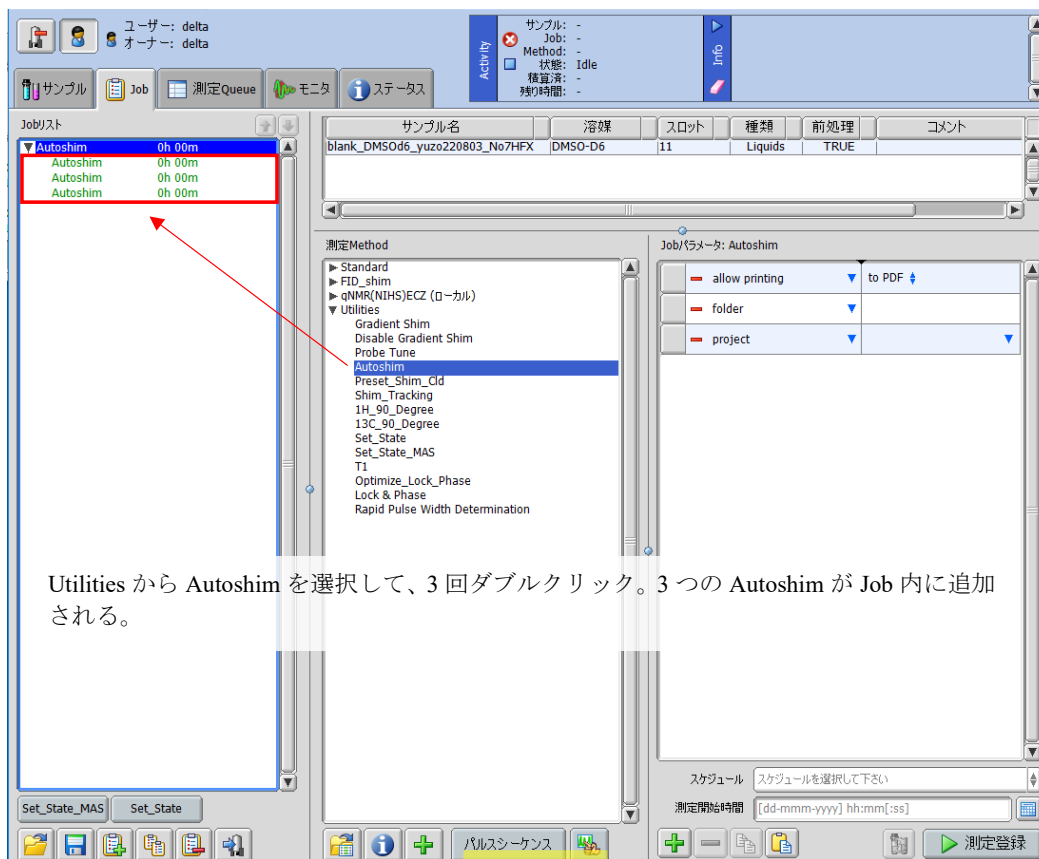 ユーザー: delta
オーナー: delta
サンプル: -
Job: -
Method: -
状態: Idle
積算済: -
残り時間: -
Activity
Info
サンプル
Job
測定Queue
モニタ
ステータス
Jobリスト
Autoshim 0h 00m
Autoshim 0h 00m
Autoshim 0h 00m
Autoshim 0h 00m
サンプル名 溶媒 スロット 種類 前処理 コメント
blank_DMSOd6_yuzo220803_No7HFX DMSO-D6 11 Liquids TRUE
測定Method
Standard
FID_shim
qNMR(NIHS)ECZ (ローカル)
Utilities
Gradient Shim
Disable Gradient Shim
Probe Tune
Autoshim
Preset_Shim_Cld
Shim_Tracking
1H_90_Degree
13C_90_Degree
Set_State
Set_State_MAS
T1
Optimize_Lock_Phase
Lock & Phase
Rapid Pulse Width Determination
Jobパラメータ: Autoshim
allow printing to PDF
folder
project
Utilities から Autoshim を選択して、3 回ダブルクリック。3 つの Autoshim が Job 内に追加
される。
スケジュール スケジュールを選択して下さい
測定開始時間 [dd-mmm-yyyy] hh:mm[:ss]
Set_State_MAS Set_State
パルスシーケンス
測定登録